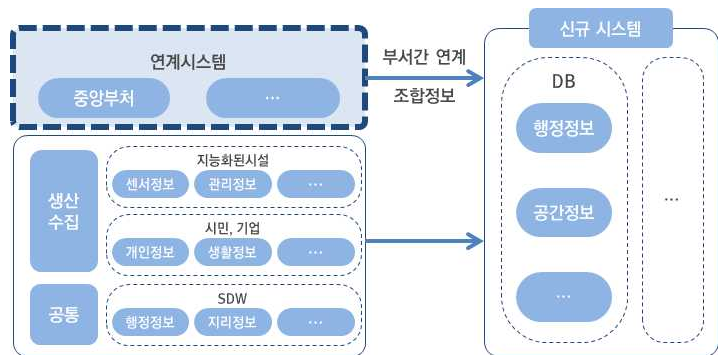 연계시스템
중앙부처
...
부서간 연계
조합정보
신규 시스템
DB
행정정보
공간정보
...
...
생산
수집
지능화된시설
센서정보
관리정보
...
시민, 기업
개인정보
생활정보
...
공통
SDW
행정정보
지리정보
...